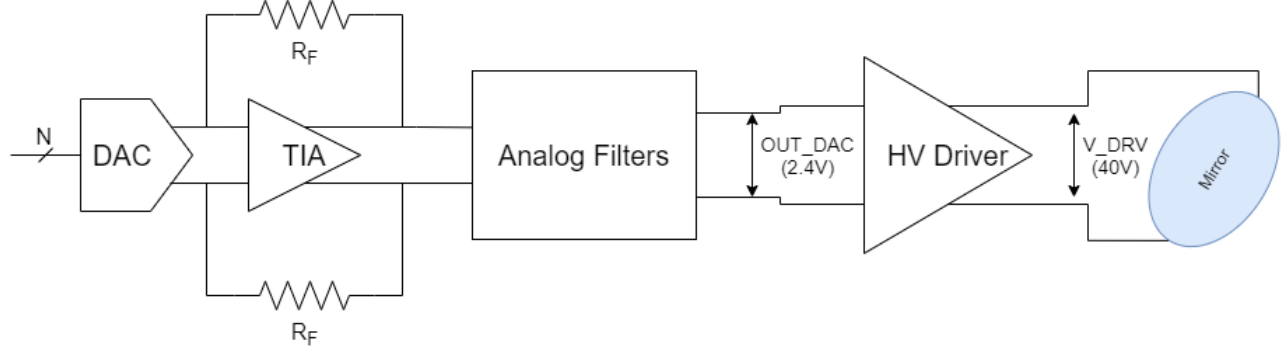 R_F
N
DAC
TIA
Analog Filters
OUT_DAC
(2.4V)
HV Driver
V_DRV
(40V)
Mirror
R_F